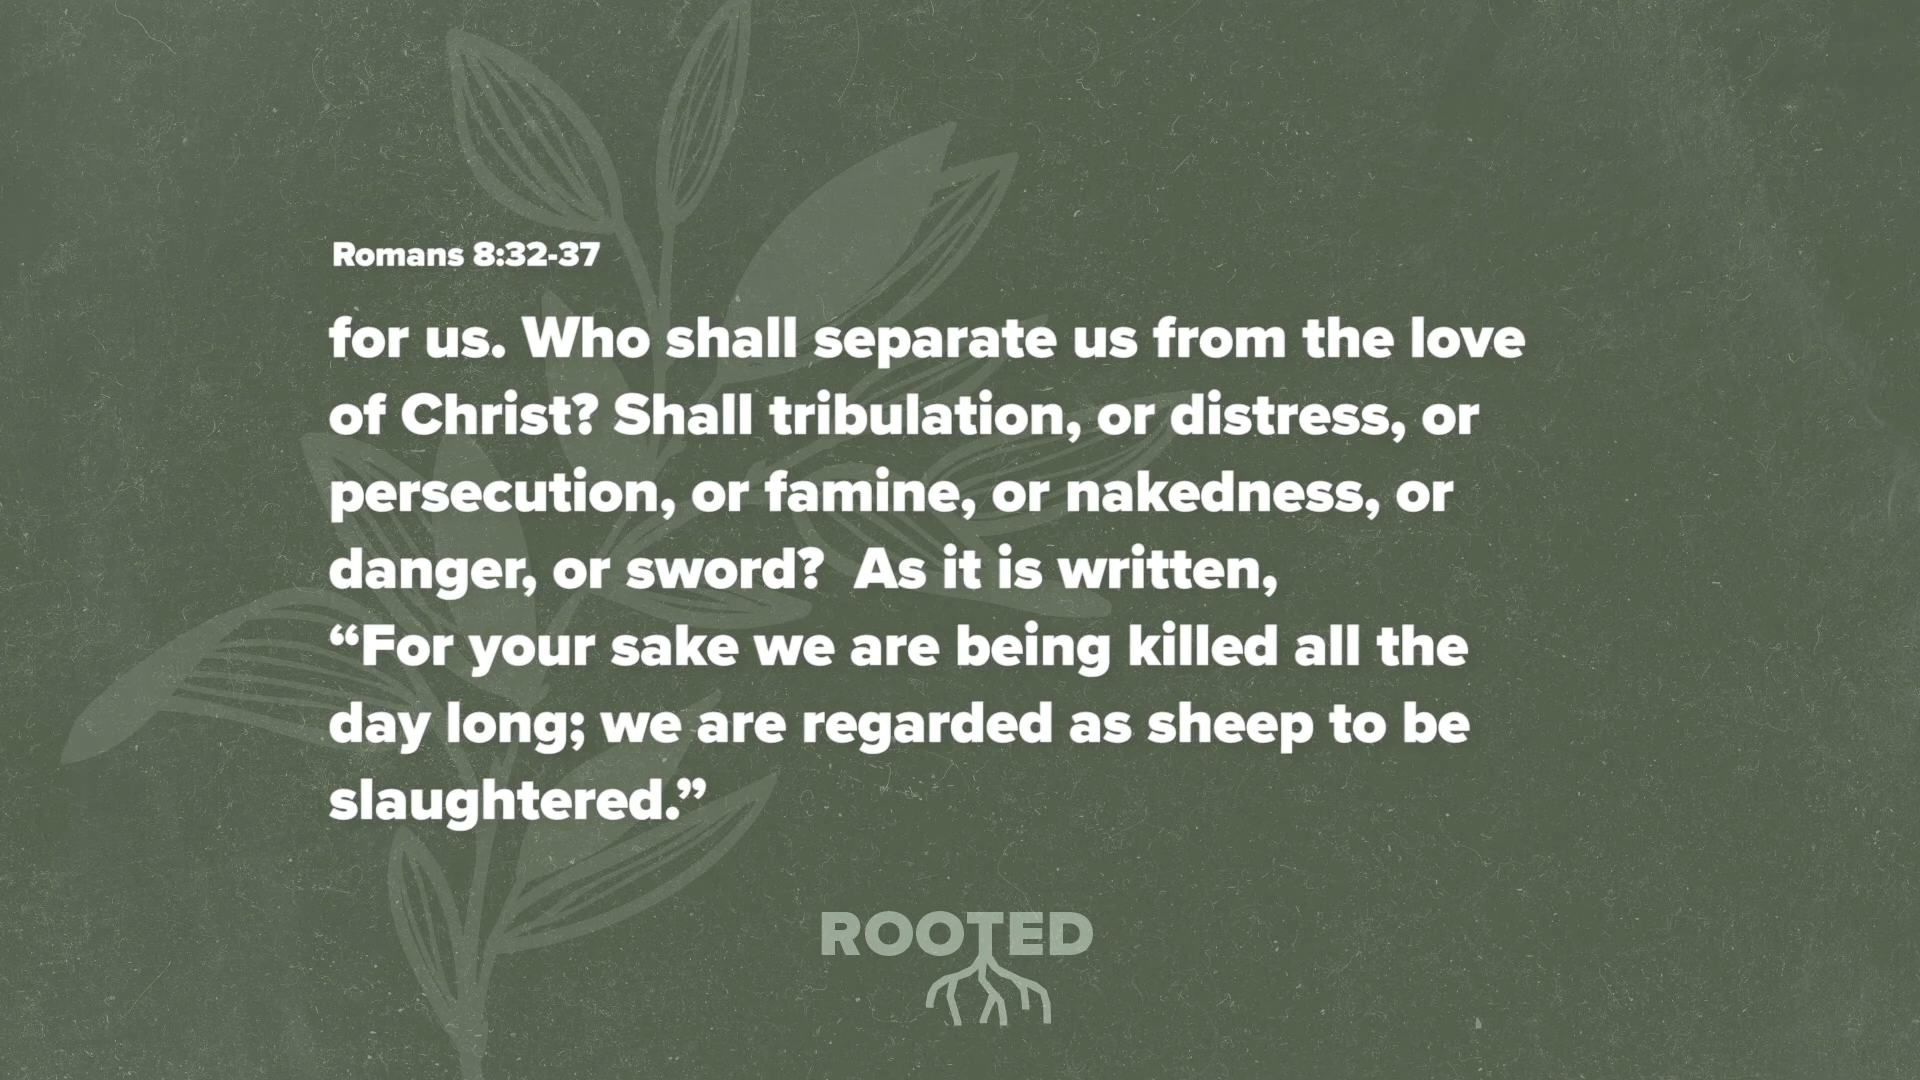 Romans 8:32-37
for us. Who shall separate us from the love
of Christ? Shall tribulation, or distress, or
persecution, or famine, or nakedness, or
danger, or sword?  As it is written,
“For your sake we are being killed all the
day long; we are regarded as sheep to be
slaughtered.”
ROOTED